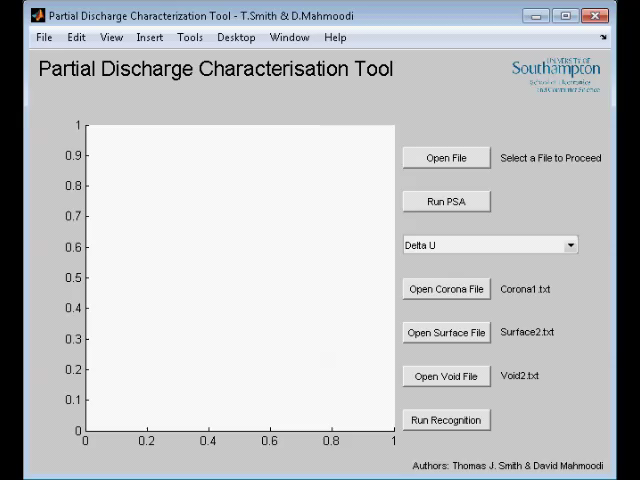 Partial Discharge Characterization Tool - T.Smith & D.Mahmoodi
File Edit View Insert Tools Desktop Window Help
Partial Discharge Characterisation Tool
UNIVERSITY OF
Southampton
School of Electronics
and Computer Science
1
0.9
0.8
0.7
0.6
0.5
0.4
0.3
0.2
0.1
0
0 0.2 0.4 0.6 0.8 1
Open File Select a File to Proceed
Run PSA
Delta U
Open Corona File Corona1.txt
Open Surface File Surface2.txt
Open Void File Void2.txt
Run Recognition
Authors: Thomas J. Smith & David Mahmoodi